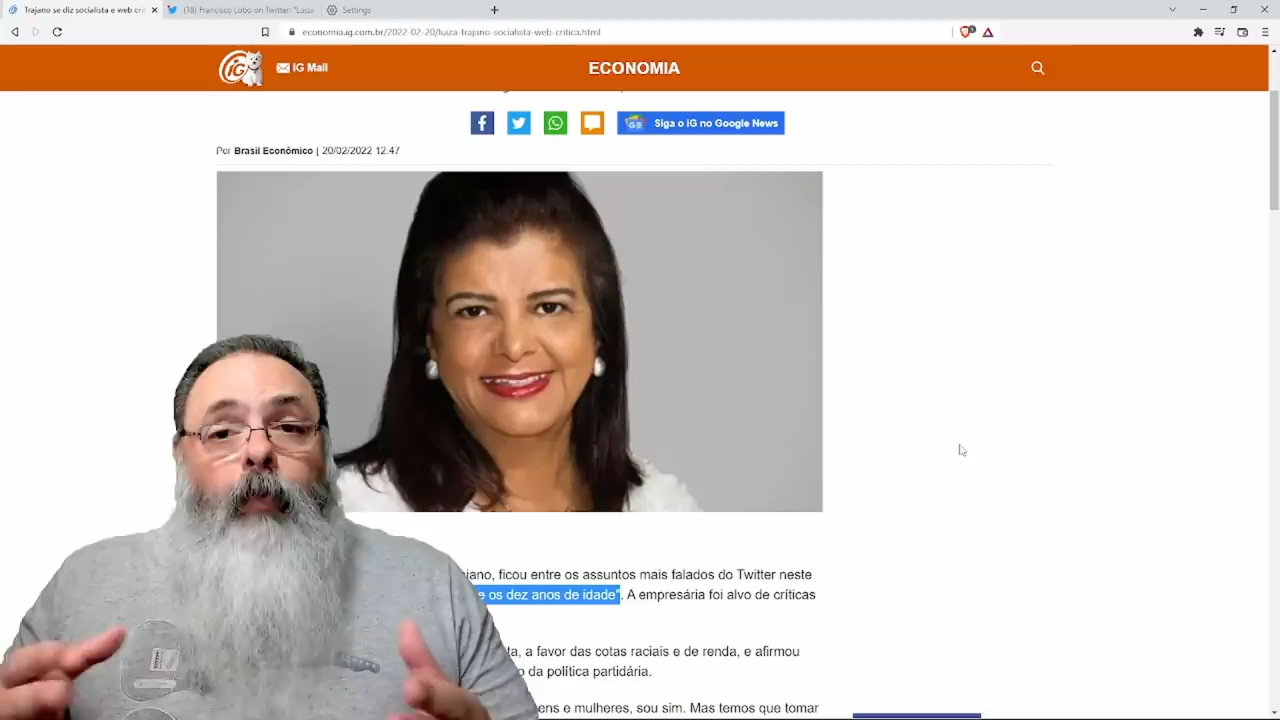 Trajano se diz socialista e web cri
(18) Francisco Lobo on Twitter: "Luiza
Settings
economia.ig.com.br/2022-02-20/luiza-trajano-socialista-web-critica.html
iG
IG Mail
ECONOMIA
Siga o iG no Google News
Por Brasil Econômico | 20/02/2022 12:47
, ficou entre os assuntos mais falados do Twitter neste
e os dez anos de idade". A empresária foi alvo de críticas
, a favor das cotas raciais e de renda, e afirmou
da política partidária.
e mulheres, sou sim. Mas temos que tomar